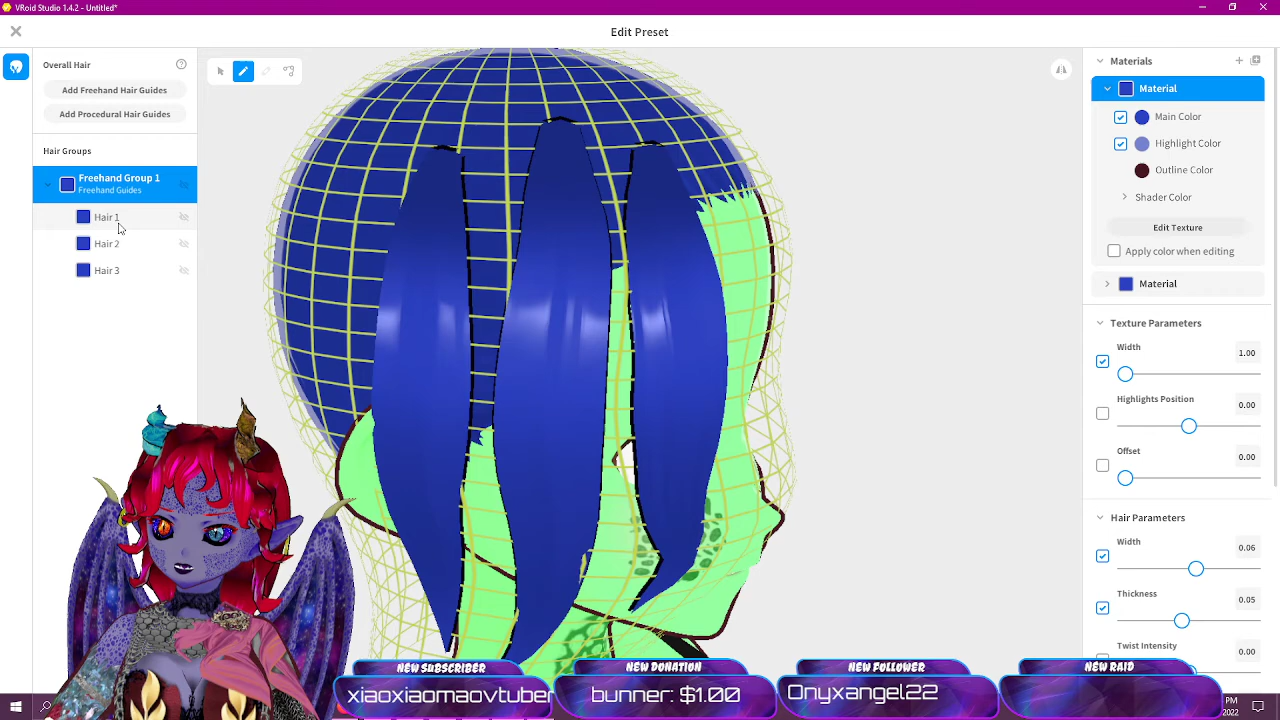 VRoid Studio 1.4.2 - Untitled*
Edit Preset
Overall Hair
Add Freehand Hair Guides
Add Procedural Hair Guides
Hair Groups
Freehand Group 1
Freehand Guides
Hair 1
Hair 2
Hair 3
Materials
Material
Main Color
Highlight Color
Outline Color
Shader Color
Edit Texture
Apply color when editing
Material
Texture Parameters
Width
1.00
Highlights Position
0.00
Offset
0.00
Hair Parameters
Width
0.06
Thickness
0.05
Twist Intensity
0.00
NEW SUBSCRIBER
xiaoxiaomaovtuber
NEW DONATION
bunner: $1.00
NEW FOLLOWER
Onyxangel22
NEW RAID
PM